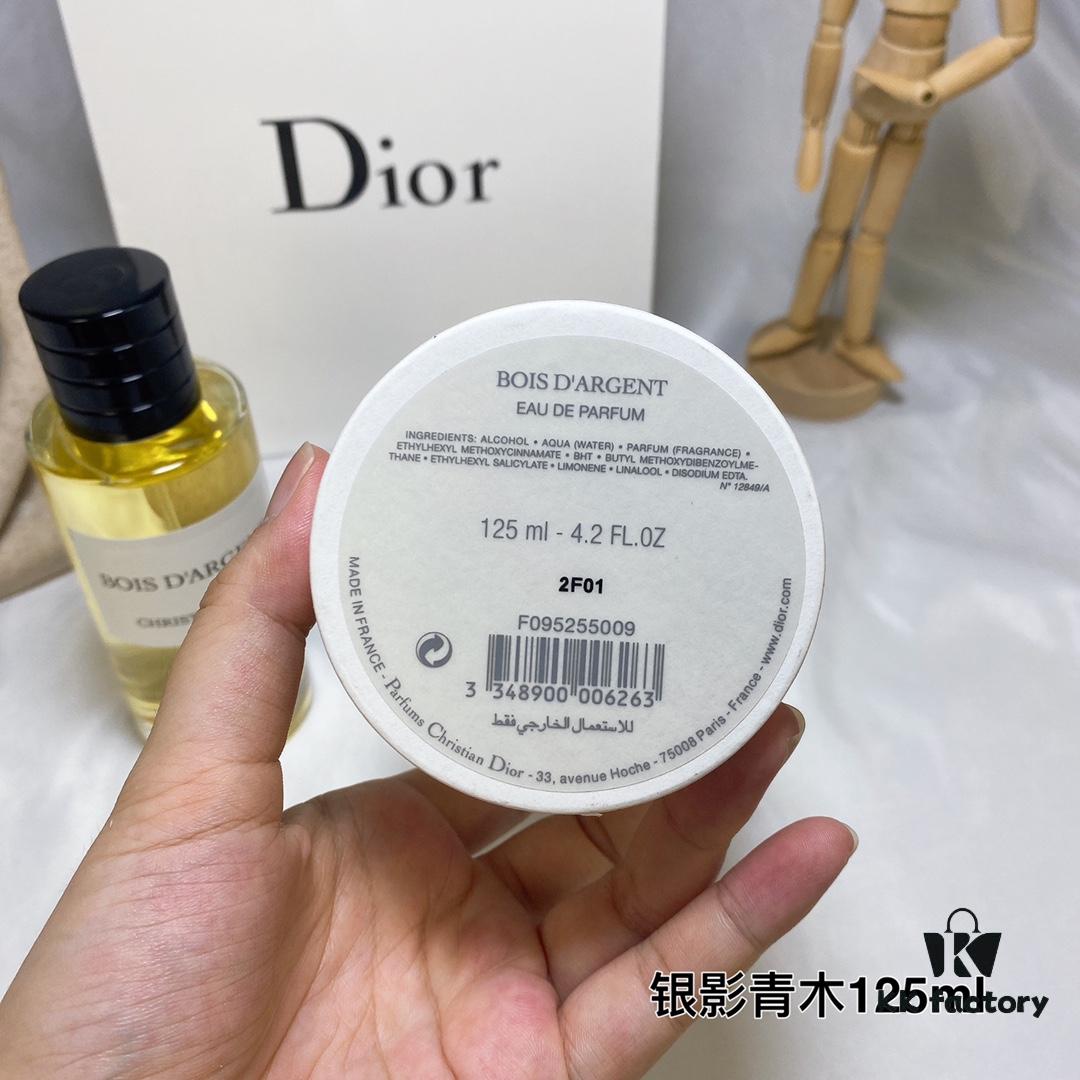 Dior
BOIS D'ARGENT
EAU DE PARFUM
INGREDIENTS: ALCOHOL • AQUA (WATER) • PARFUM (FRAGRANCE) •
ETHYLHEXYL METHOXYCINNAMATE • BHT • BUTYL METHOXYDIBENZOYLME-
THANE • ETHYLHEXYL SALICYLATE • LIMONENE • LINALOOL • DISODIUM EDTA.
N° 12849/A
125 ml - 4.2 FL.OZ
2F01
F095255009
3 348900 006263
للاستعمال الخارجي فقط
MADE IN FRANCE - Parfums Christian Dior - 33, avenue Hoche - 75008 Paris - France - www.dior.com
BOIS D'ARGE
CHRIST
银影青木125ml
K
factory